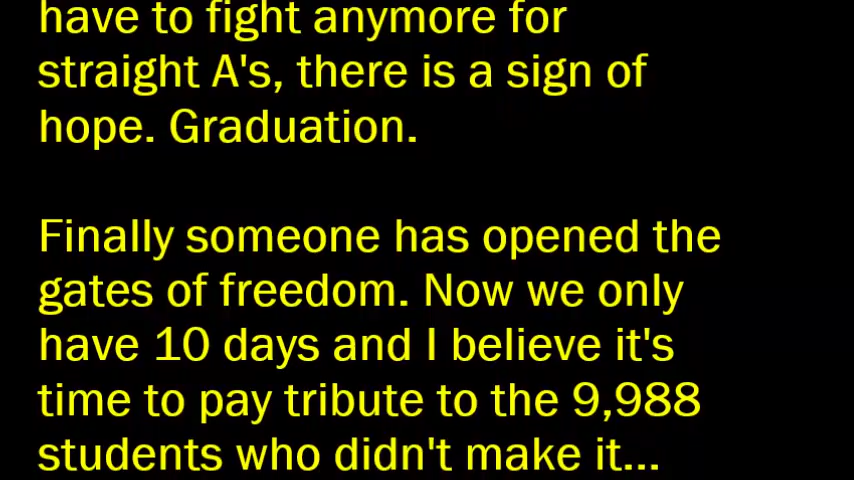 have to fight anymore for
straight A's, there is a sign of
hope. Graduation.
Finally someone has opened the
gates of freedom. Now we only
have 10 days and I believe it's
time to pay tribute to the 9,988
students who didn't make it...